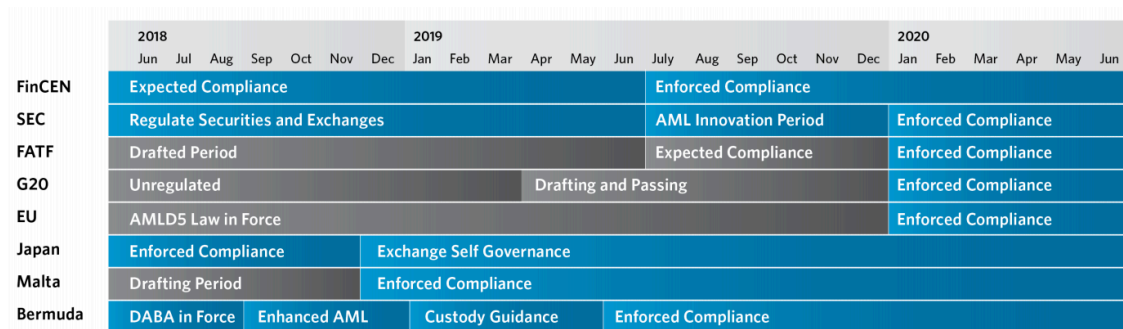 2018 2019 2020
Jun Jul Aug Sep Oct Nov Dec Jan Feb Mar Apr May Jun July Aug Sep Oct Nov Dec Jan Feb Mar Apr May Jun
FinCEN Expected Compliance Enforced Compliance
SEC Regulate Securities and Exchanges AML Innovation Period Enforced Compliance
FATF Drafted Period Expected Compliance Enforced Compliance
G20 Unregulated Drafting and Passing Enforced Compliance
EU AMLD5 Law in Force Enforced Compliance
Japan Enforced Compliance Exchange Self Governance
Malta Drafting Period Enforced Compliance
Bermuda DABA in Force Enhanced AML Custody Guidance Enforced Compliance